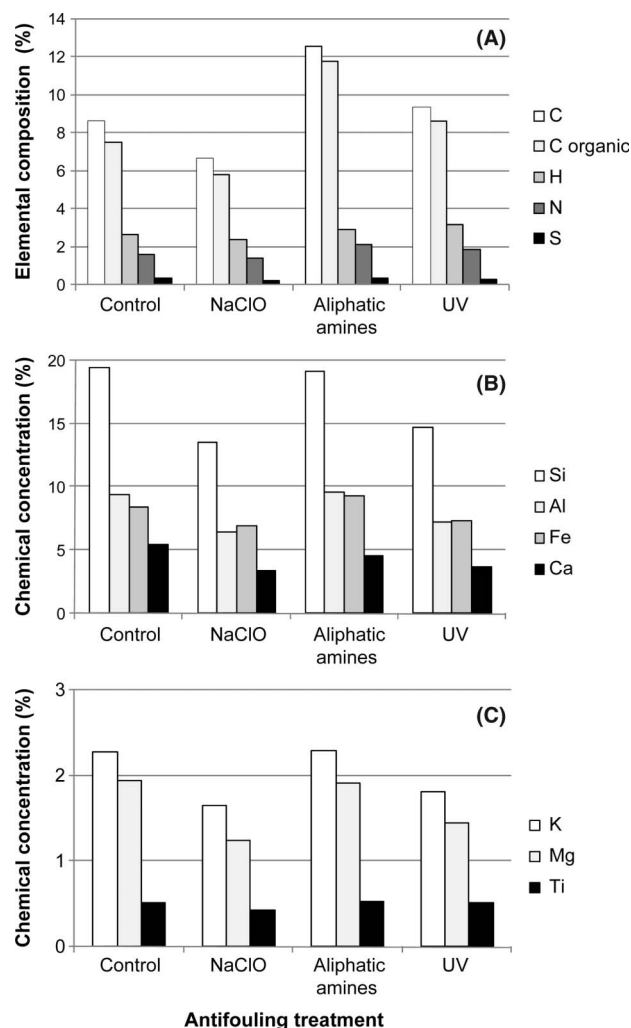 Elemental composition (%)
14
12
10
8
6
4
2
0
(A)
C
C organic
H
N
S
Control
NaClO
Aliphatic
amines
UV
Chemical concentration (%)
20
15
10
5
0
(B)
Si
Al
Fe
Ca
Control
NaClO
Aliphatic
amines
UV
Chemical concentration (%)
3
2
1
0
(C)
K
Mg
Ti
Control
NaClO
Aliphatic
amines
UV
Antifouling treatment